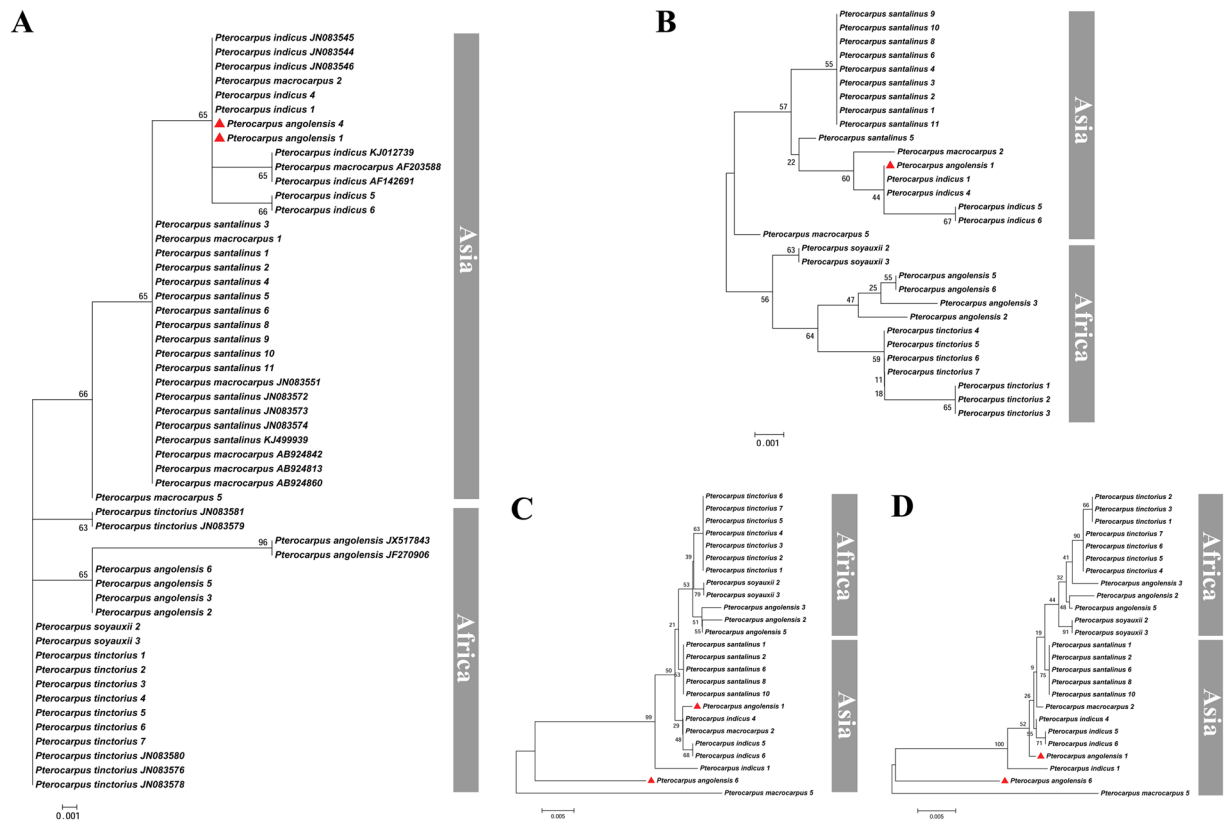 A
Pterocarpus indicus JN083545
Pterocarpus indicus JN083544
Pterocarpus indicus JN083546
Pterocarpus macrocarpus 2
Pterocarpus indicus 4
Pterocarpus indicus 1
65
Pterocarpus angolensis 4
Pterocarpus angolensis 1
Pterocarpus indicus KJ012739
Pterocarpus macrocarpus AF203588
65
Pterocarpus indicus AF142691
Pterocarpus indicus 5
66
Pterocarpus indicus 6
Pterocarpus santalinus 3
Pterocarpus macrocarpus 1
Pterocarpus santalinus 1
Pterocarpus santalinus 2
Pterocarpus santalinus 4
65
Pterocarpus santalinus 5
Pterocarpus santalinus 6
Pterocarpus santalinus 8
Pterocarpus santalinus 9
Pterocarpus santalinus 10
Pterocarpus santalinus 11
Pterocarpus macrocarpus JN083551
66
Pterocarpus santalinus JN083572
Pterocarpus santalinus JN083573
Pterocarpus santalinus JN083574
Pterocarpus santalinus KJ499939
Pterocarpus macrocarpus AB924842
Pterocarpus macrocarpus AB924813
Pterocarpus macrocarpus AB924860
Pterocarpus macrocarpus 5
Asia
Pterocarpus tinctorius JN083581
63
Pterocarpus tinctorius JN083579
96
Pterocarpus angolensis JX517843
Pterocarpus angolensis JF270906
65
Pterocarpus angolensis 6
Pterocarpus angolensis 5
Pterocarpus angolensis 3
Pterocarpus angolensis 2
Pterocarpus soyauxii 2
Pterocarpus soyauxii 3
Pterocarpus tinctorius 1
Pterocarpus tinctorius 2
Pterocarpus tinctorius 3
Pterocarpus tinctorius 4
Pterocarpus tinctorius 5
Pterocarpus tinctorius 6
Pterocarpus tinctorius 7
Pterocarpus tinctorius JN083580
Pterocarpus tinctorius JN083576
Pterocarpus tinctorius JN083578
Africa
0.001
B
Pterocarpus santalinus 9
Pterocarpus santalinus 10
Pterocarpus santalinus 8
Pterocarpus santalinus 6
55
Pterocarpus santalinus 4
Pterocarpus santalinus 3
Pterocarpus santalinus 2
Pterocarpus santalinus 1
Pterocarpus santalinus 11
57
Pterocarpus santalinus 5
22
Pterocarpus macrocarpus 2
60
Pterocarpus angolensis 1
Pterocarpus indicus 1
44
Pterocarpus indicus 4
Pterocarpus indicus 5
67
Pterocarpus indicus 6
Pterocarpus macrocarpus 5
Asia
63
Pterocarpus soyauxii 2
Pterocarpus soyauxii 3
56
55
Pterocarpus angolensis 5
25
Pterocarpus angolensis 6
47
Pterocarpus angolensis 3
Pterocarpus angolensis 2
64
Pterocarpus tinctorius 4
Pterocarpus tinctorius 5
59
Pterocarpus tinctorius 6
Pterocarpus tinctorius 7
11
18
Pterocarpus tinctorius 1
Pterocarpus tinctorius 2
65
Pterocarpus tinctorius 3
Africa
0.001
C
Pterocarpus tinctorius 6
Pterocarpus tinctorius 7
Pterocarpus tinctorius 5
63
Pterocarpus tinctorius 4
Pterocarpus tinctorius 3
39
Pterocarpus tinctorius 2
Pterocarpus tinctorius 1
53
Pterocarpus soyauxii 2
79
Pterocarpus soyauxii 3
Pterocarpus angolensis 3
51
Pterocarpus angolensis 2
21
55
Pterocarpus angolensis 5
Africa
Pterocarpus santalinus 1
Pterocarpus santalinus 2
50
53
Pterocarpus santalinus 6
Pterocarpus santalinus 8
Pterocarpus santalinus 10
Pterocarpus angolensis 1
99
29
Pterocarpus indicus 4
Pterocarpus macrocarpus 2
48
Pterocarpus indicus 5
68
Pterocarpus indicus 6
Pterocarpus indicus 1
Pterocarpus angolensis 6
Pterocarpus macrocarpus 5
Asia
0.005
D
Pterocarpus tinctorius 2
66
Pterocarpus tinctorius 3
Pterocarpus tinctorius 1
90
Pterocarpus tinctorius 7
Pterocarpus tinctorius 6
41
Pterocarpus tinctorius 5
Pterocarpus tinctorius 4
32
Pterocarpus angolensis 3
44
Pterocarpus angolensis 2
48
Pterocarpus angolensis 5
Pterocarpus soyauxii 2
91
Pterocarpus soyauxii 3
Africa
19
Pterocarpus santalinus 1
Pterocarpus santalinus 2
9
75
Pterocarpus santalinus 6
Pterocarpus santalinus 8
Pterocarpus santalinus 10
26
Pterocarpus macrocarpus 2
52
Pterocarpus indicus 4
55
Pterocarpus indicus 5
71
Pterocarpus indicus 6
100
Pterocarpus angolensis 1
Pterocarpus indicus 1
Pterocarpus angolensis 6
Pterocarpus macrocarpus 5
Asia
0.005